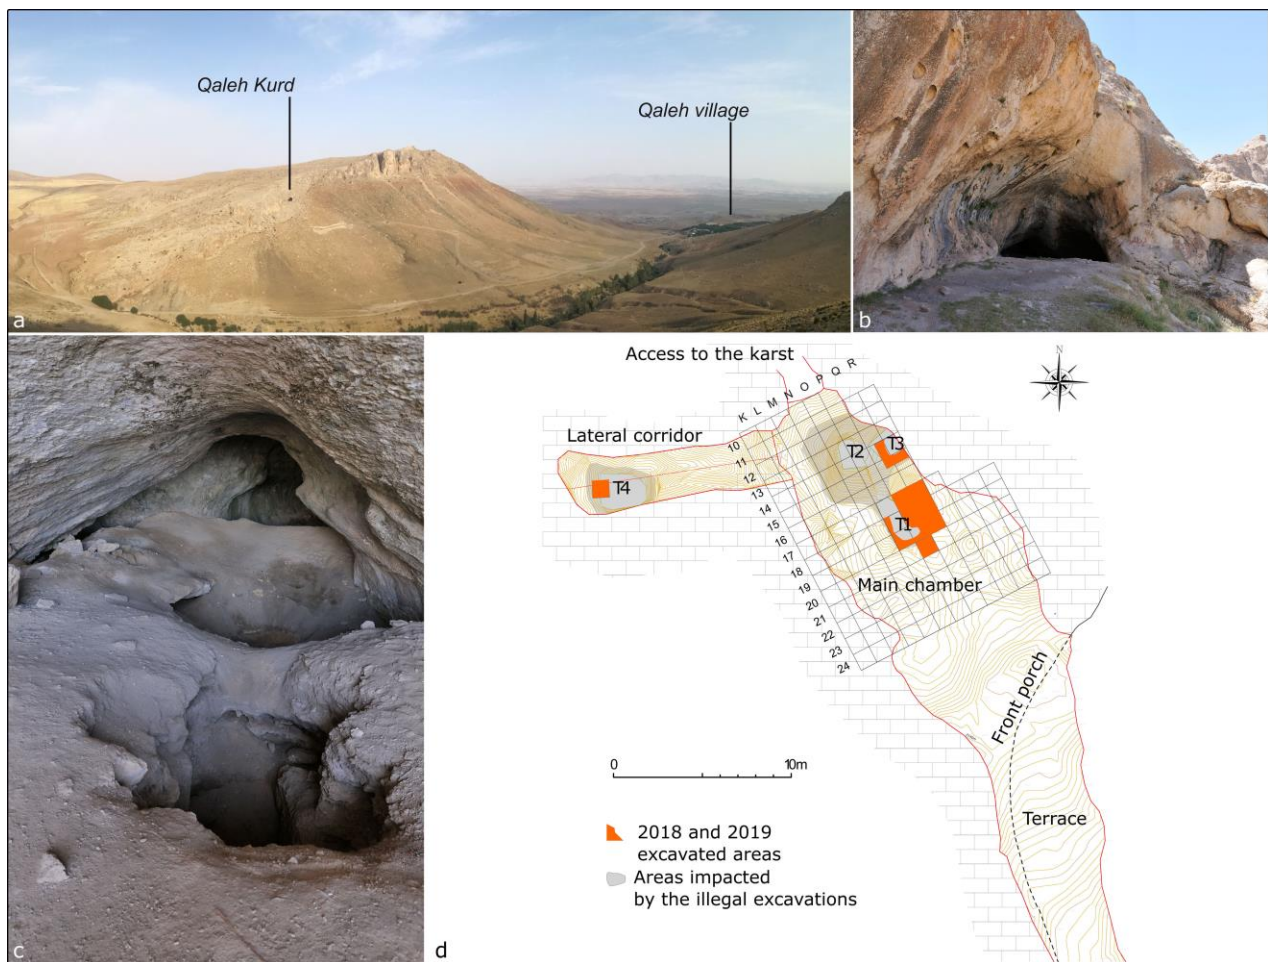 Qaleh Kurd
Qaleh village
a
b
c
d
Access to the karst
N
K L M N O P Q R
Lateral corridor
10
11
12
13
14
15
16
17
18
19
20
21
22
23
24
T2
T3
T4
T1
Main chamber
Front porch
Terrace
0 10m
2018 and 2019
excavated areas
Areas impacted
by the illegal excavations